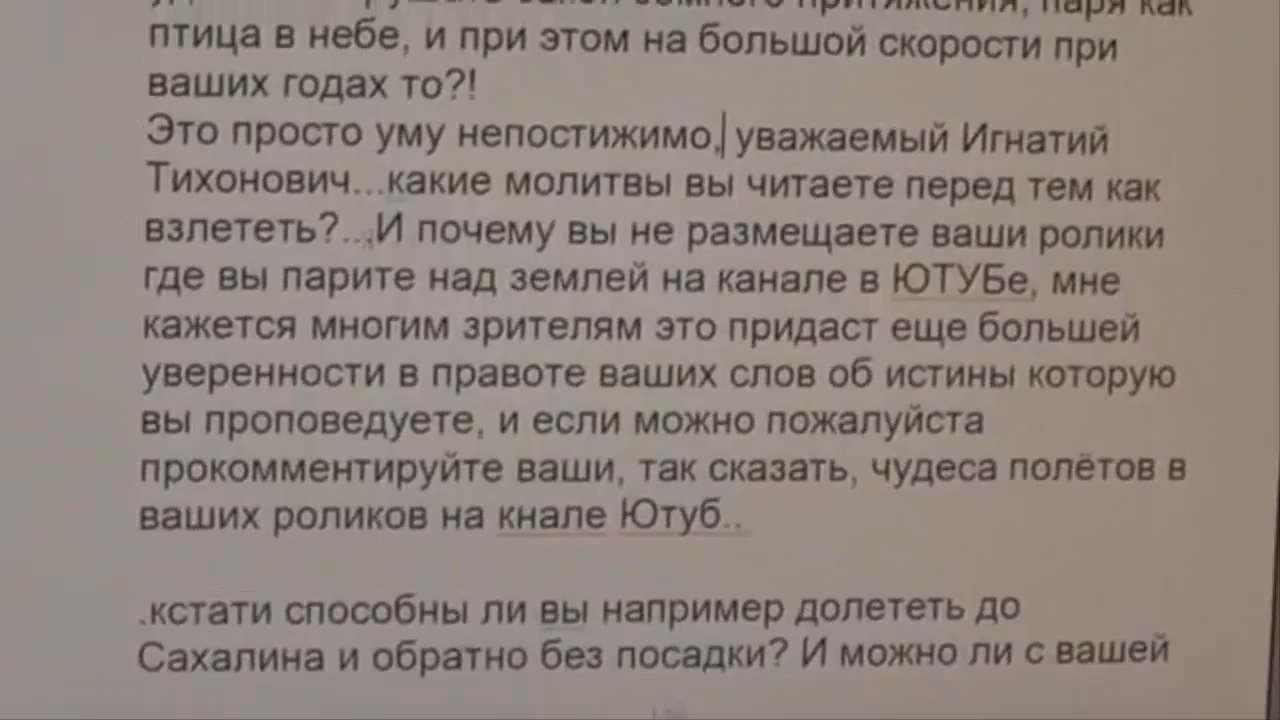 притяжения, паря как
птица в небе, и при этом на большой скорости при
ваших годах то?!
Это просто уму непостижимо, уважаемый Игнатий
Тихонович...какие молитвы вы читаете перед тем как
взлететь?...И почему вы не размещаете ваши ролики
где вы парите над землей на канале в ЮТУБе, мне
кажется многим зрителям это придаст еще большей
уверенности в правоте ваших слов об истины которую
вы проповедуете, и если можно пожалуйста
прокомментируйте ваши, так сказать, чудеса полётов в
ваших роликов на кнале Ютуб..
.кстати способны ли вы например долететь до
Сахалина и обратно без посадки? И можно ли с вашей